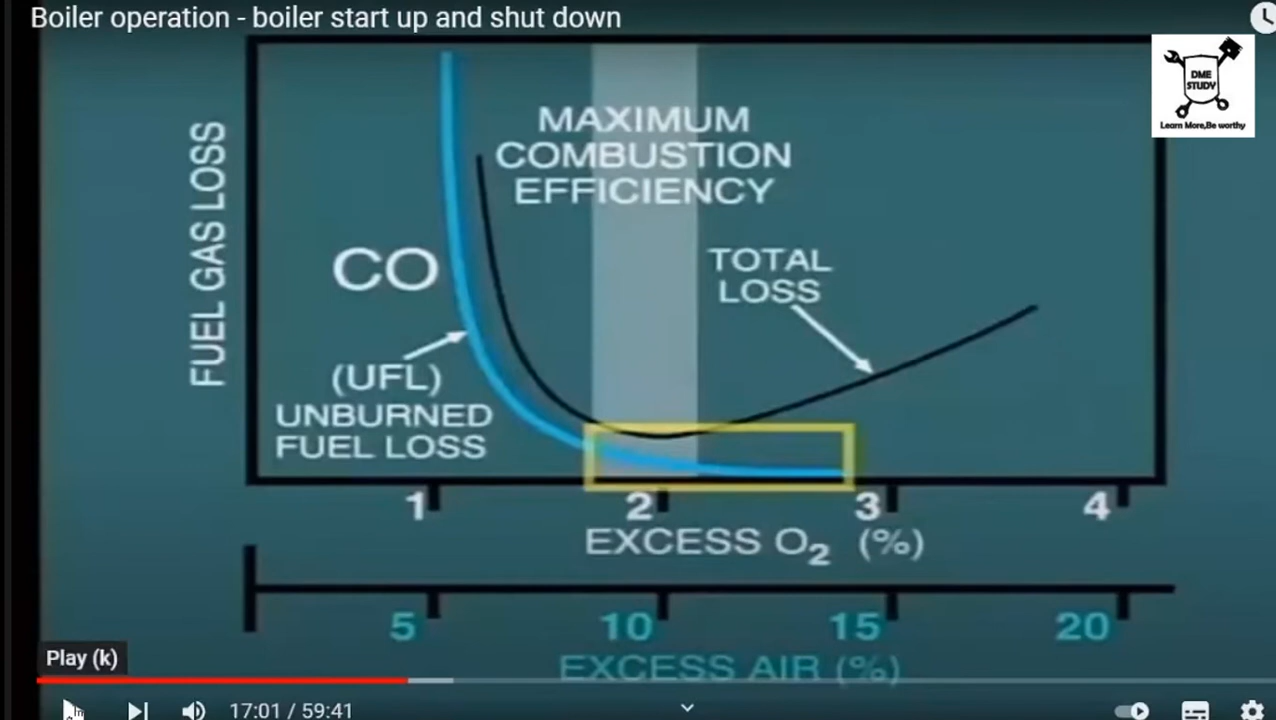 Boiler operation - boiler start up and shut down
DME
STUDY
Learn More,Be worthy
MAXIMUM
COMBUSTION
EFFICIENCY
FUEL GAS LOSS
CO
TOTAL
LOSS
(UFL)
UNBURNED
FUEL LOSS
1 2 3 4
EXCESS O₂ (%)
5 10 15 20
EXCESS AIR (%)
Play (k)
17:01 / 59:41